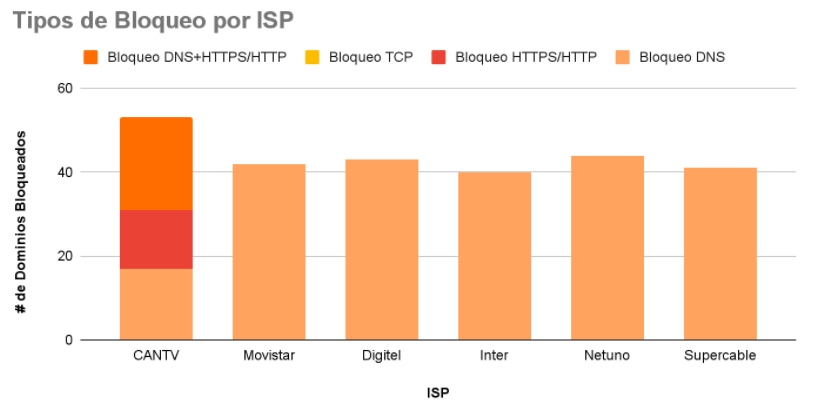 Tipos de Bloqueo por ISP
Bloqueo DNS+HTTPS/HTTP Bloqueo TCP Bloqueo HTTPS/HTTP Bloqueo DNS
# de Dominios Bloqueados
60
40
20
0
CANTV Movistar Digitel Inter Netuno Supercable
ISP